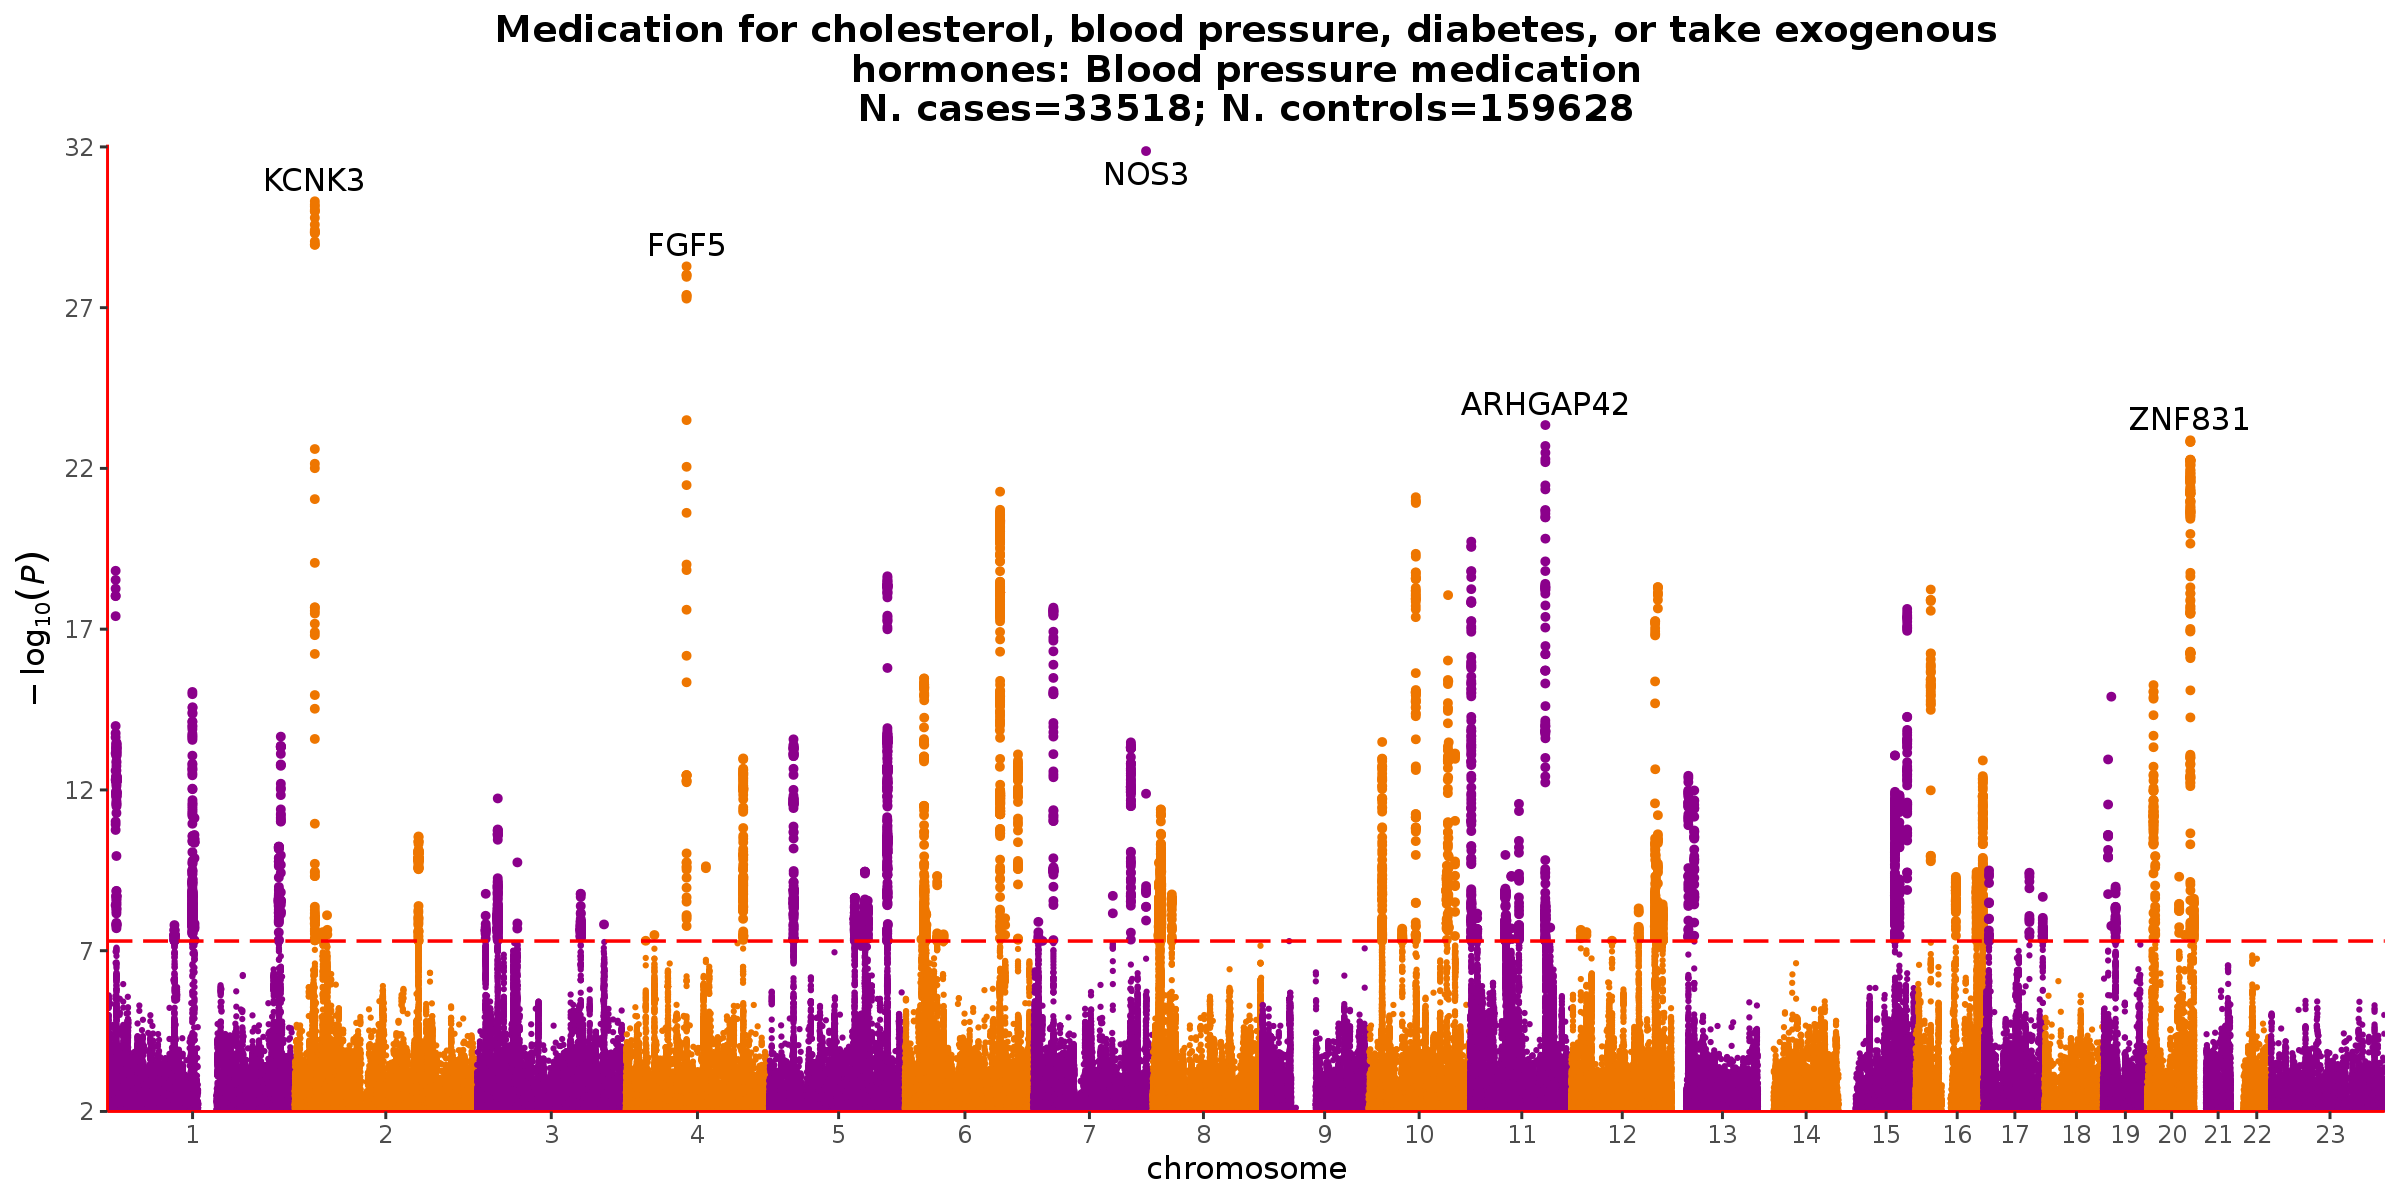 Medication for cholesterol, blood pressure, diabetes, or take exogenous
hormones: Blood pressure medication
N. cases=33518; N. controls=159628
32
KCNK3
NOS3
FGF5
27
ARHGAP42
ZNF831
22
17
12
7
2
− log₁₀(P)
1 2 3 4 5 6 7 8 9 10 11 12 13 14 15 16 17 18 19 20 21 22 23
chromosome